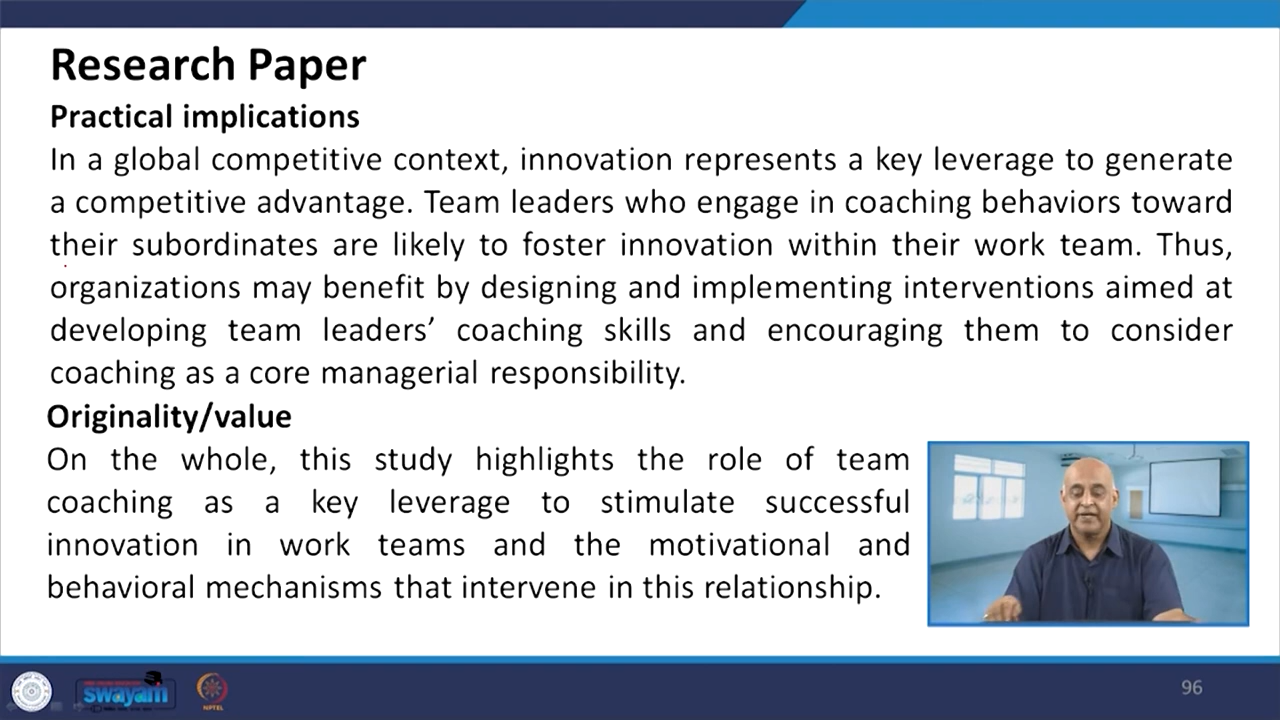 Research Paper
Practical implications
In a global competitive context, innovation represents a key leverage to generate
a competitive advantage. Team leaders who engage in coaching behaviors toward
their subordinates are likely to foster innovation within their work team. Thus,
organizations may benefit by designing and implementing interventions aimed at
developing team leaders’ coaching skills and encouraging them to consider
coaching as a core managerial responsibility.
Originality/value
On the whole, this study highlights the role of team
coaching as a key leverage to stimulate successful
innovation in work teams and the motivational and
behavioral mechanisms that intervene in this relationship.
swayam
NPTEL
96